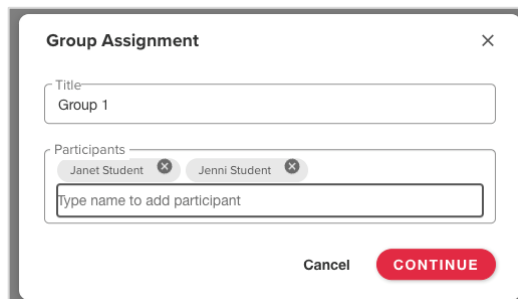 Group Assignment
Title
Group 1
Participants
Janet Student Jenni Student
Type name to add participant
Cancel CONTINUE